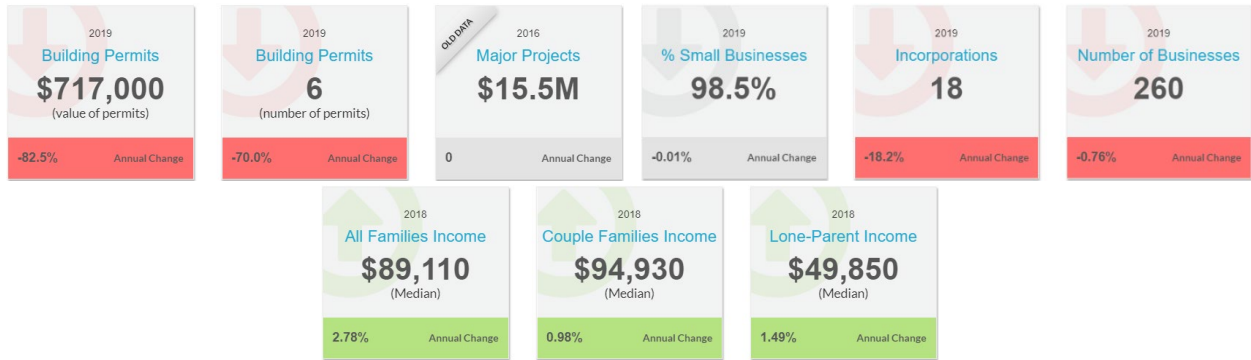 2019
Building Permits
$717,000
(value of permits)
-82.5% Annual Change
2019
Building Permits
6
(number of permits)
-70.0% Annual Change
OLD DATA
2016
Major Projects
$15.5M
0 Annual Change
2019
% Small Businesses
98.5%
-0.01% Annual Change
2019
Incorporations
18
-18.2% Annual Change
2019
Number of Businesses
260
-0.76% Annual Change
2018
All Families Income
$89,110
(Median)
2.78% Annual Change
2018
Couple Families Income
$94,930
(Median)
0.98% Annual Change
2018
Lone-Parent Income
$49,850
(Median)
1.49% Annual Change